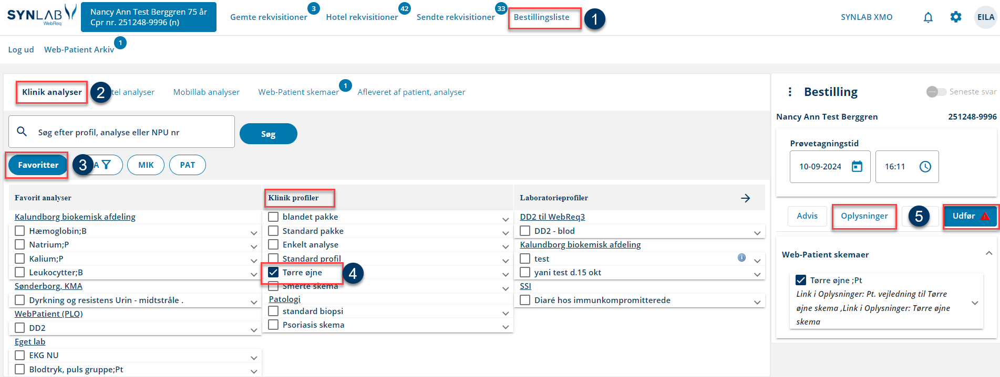 SYNLAB
WebReq
Nancy Ann Test Berggren 75 år
Cpr nr. 251248-9996 (n)
Gemte rekvisitioner 3
Hotel rekvisitioner 42
Sendte rekvisitioner 33
Bestillingsliste
1
SYNLAB XMO
EILA
Log ud
Web-Patient Arkiv 1
Klinik analyser
2
tel analyser
Mobillab analyser
Web-Patient skemaer 1
Afleveret af patient, analyser
Søg efter profil, analyse eller NPU nr
Søg
Favoritter
3
A
MIK
PAT
Favorit analyser
Kalundborg biokemisk afdeling
Hæmoglobin;B
Natrium;P
Kalium;P
Leukocytter;B
Sønderborg, KMA
Dyrkning og resistens Urin - midtstråle .
WebPatient (PLO)
DD2
Eget lab
EKG NU
Blodtryk, puls gruppe;Pt
Klinik profiler
blandet pakke
Standard pakke
Enkelt analyse
Standard profil
Tørre øjne
4
Smerte skema
Patologi
standard biopsi
Psoriasis skema
Laboratorieprofiler
DD2 til WebReq3
DD2 - blod
Kalundborg biokemisk afdeling
test
yani test d.15 okt
SSI
Diaré hos immunkompromitterede
Bestilling
Seneste svar
Nancy Ann Test Berggren 251248-9996
Prøvetagningstid
10-09-2024
16:11
Advis
Oplysninger
5
Udfør
Web-Patient skemaer
Tørre øjne ;Pt
Link i Oplysninger: Pt. vejledning til Tørre
øjne skema ,Link i Oplysninger: Tørre øjne
skema